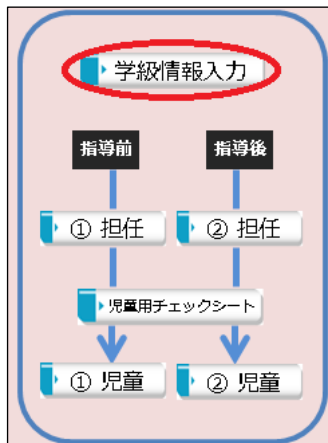 学級情報入力
指導前 指導後
① 担任 ② 担任
児童用チェックシート
① 児童 ② 児童